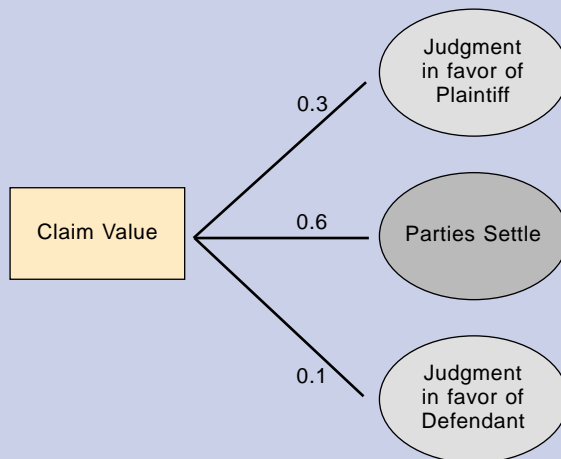 Judgment
in favor of
Plaintiff
0.3
Claim Value
0.6
Parties Settle
0.1
Judgment
in favor of
Defendant